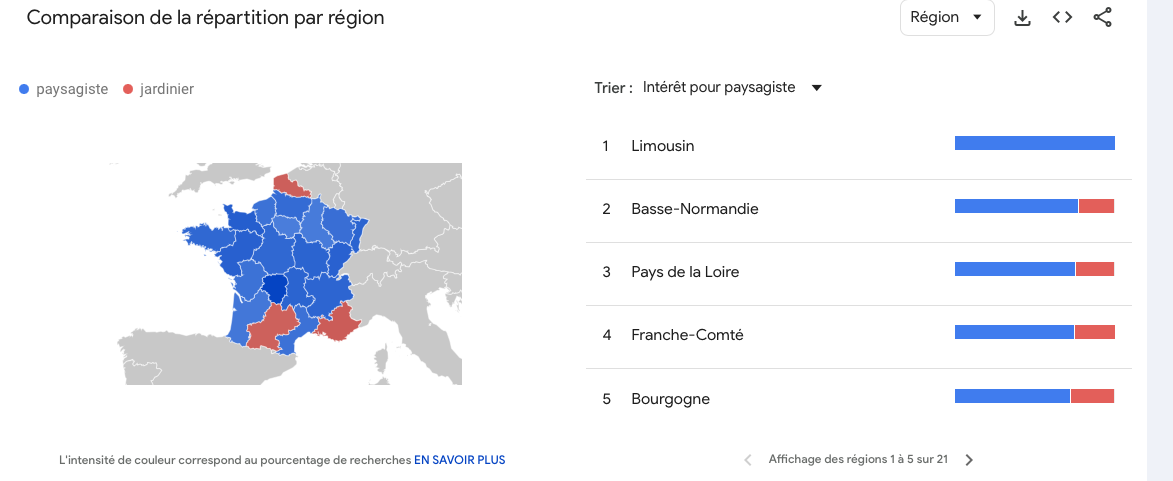 Comparaison de la répartition par région
Région
paysagiste
jardinier
Trier : Intérêt pour paysagiste
1 Limousin
2 Basse-Normandie
3 Pays de la Loire
4 Franche-Comté
5 Bourgogne
L'intensité de couleur correspond au pourcentage de recherches EN SAVOIR PLUS
Affichage des régions 1 à 5 sur 21